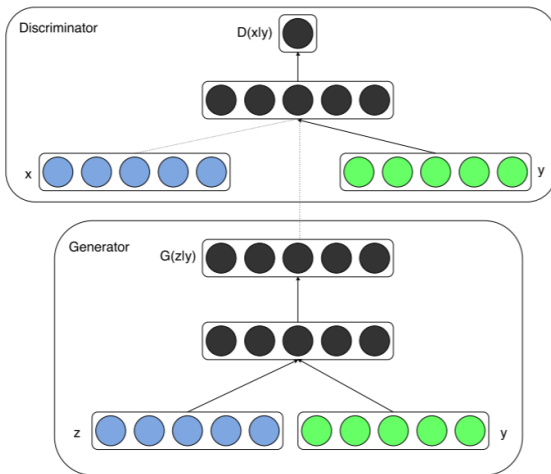 Discriminator
D(x|y)
x
y
Generator
G(z|y)
z
y